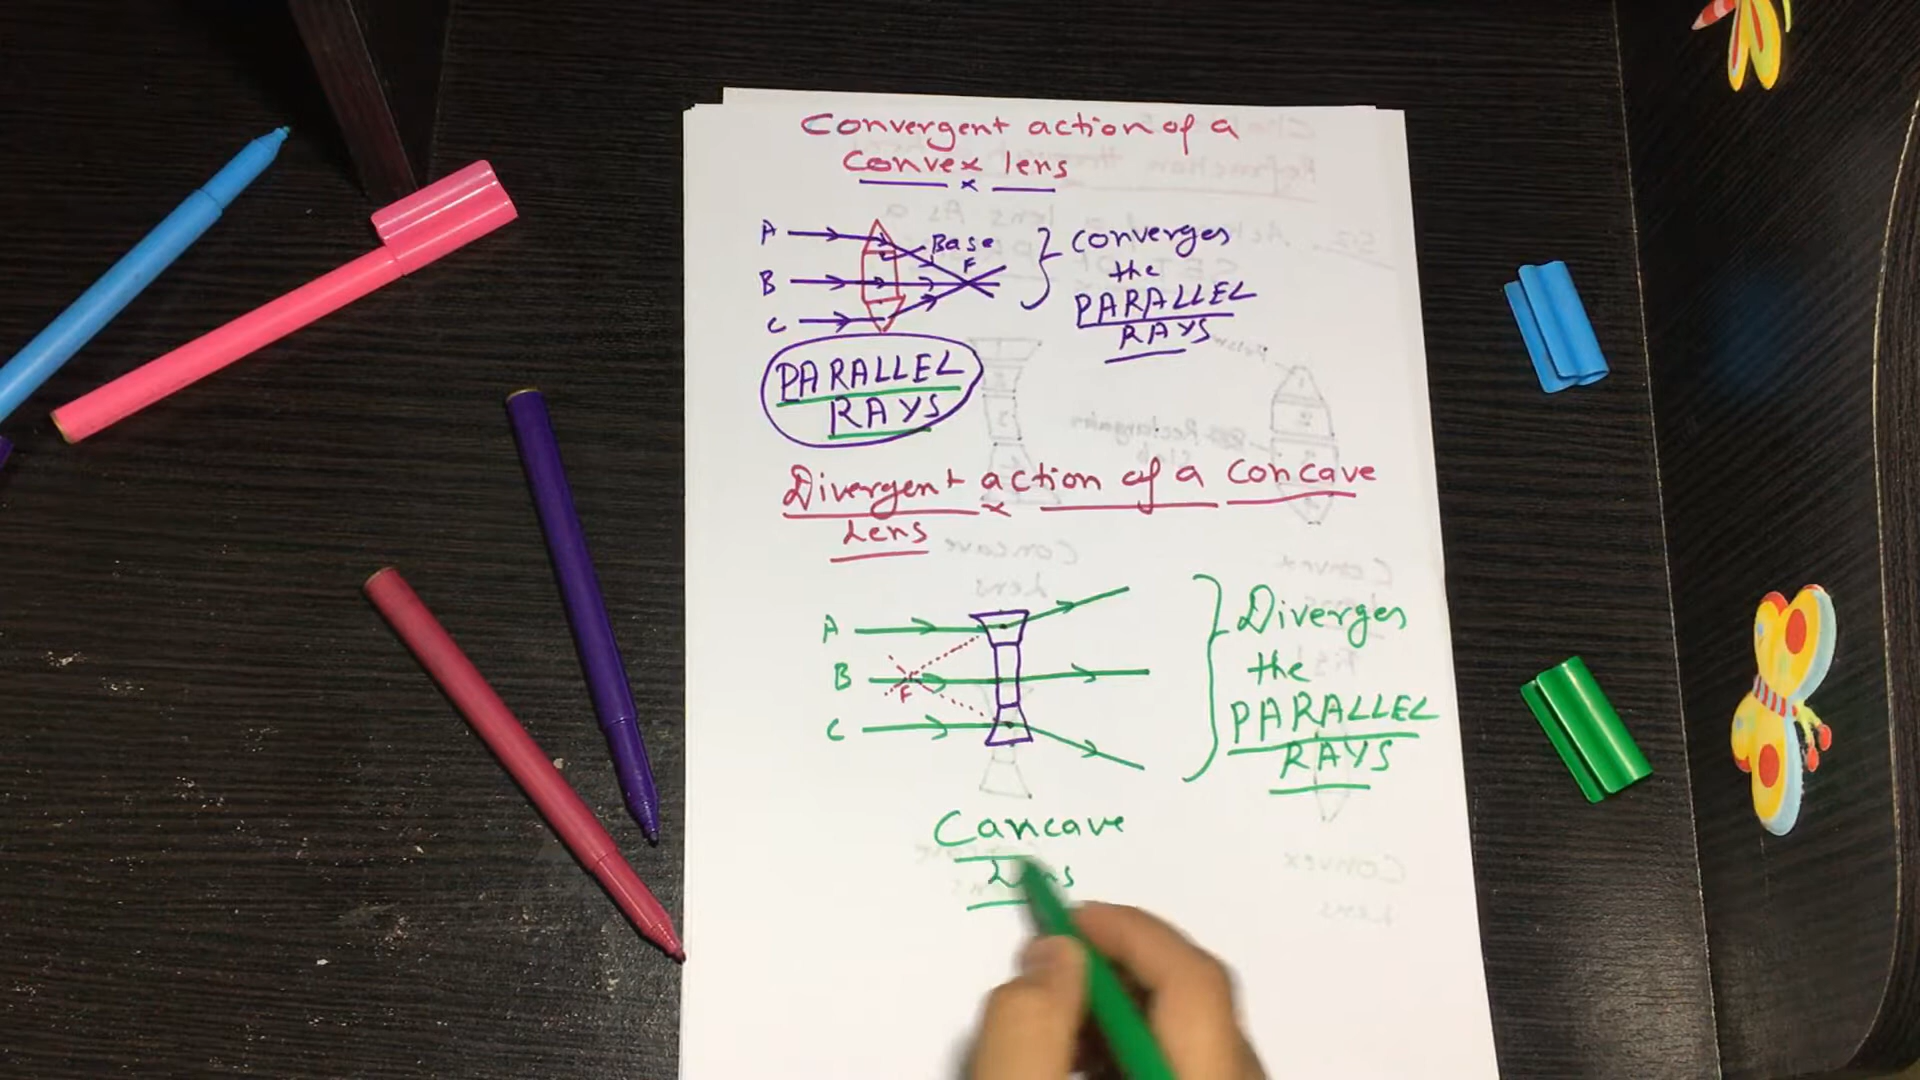 Convergent action of a
Convex lens
A
Base
F
B
C
Converges
the
PARALLEL
RAYS
PARALLEL
RAYS
Divergent action of a concave
Lens
A
B
F
C
Diverges
the
PARALLEL
RAYS
Cancave